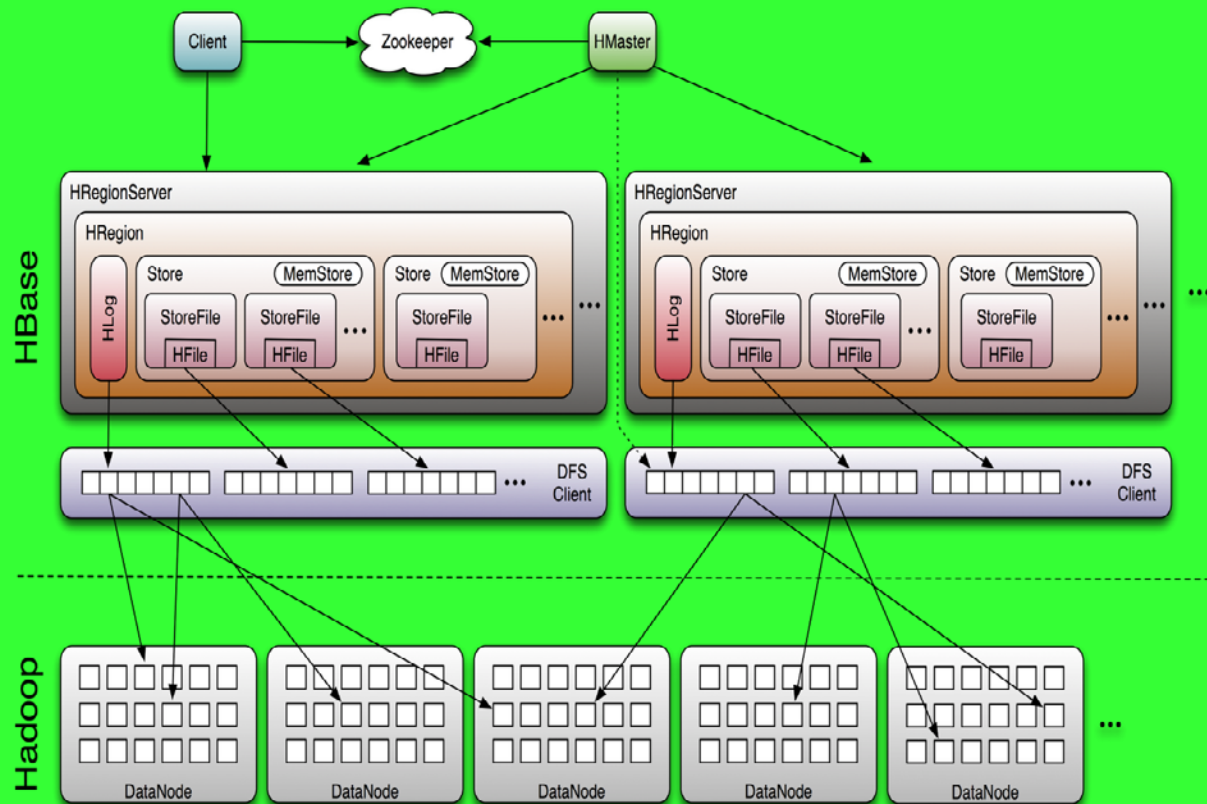 Client
Zookeeper
HMaster
HBase
HRegionServer
HRegion
HLog
Store
MemStore
StoreFile
HFile
StoreFile
HFile
...
Store
MemStore
StoreFile
HFile
...
...
HRegionServer
HRegion
HLog
Store
MemStore
StoreFile
HFile
StoreFile
HFile
...
Store
MemStore
StoreFile
HFile
...
...
...
...
DFS
Client
...
DFS
Client
Hadoop
DataNode
DataNode
DataNode
DataNode
DataNode
...